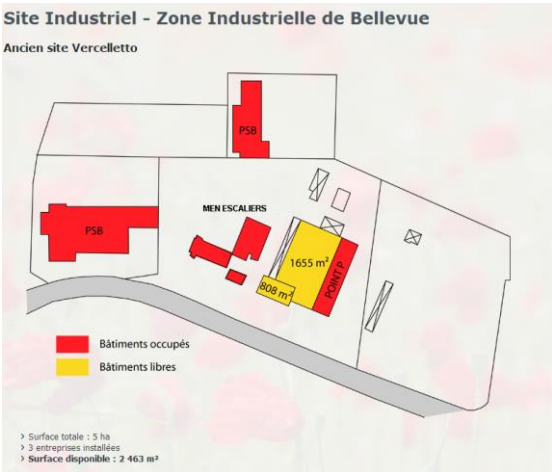 Site Industriel - Zone Industrielle de Bellevue
Ancien site Vercelletto
PSB
MEN ESCALIERS
PSB
1655 m²
POINT P
808 m²
Bâtiments occupés
Bâtiments libres
> Surface totale : 5 ha
> 3 entreprises installées
> Surface disponible : 2 463 m²